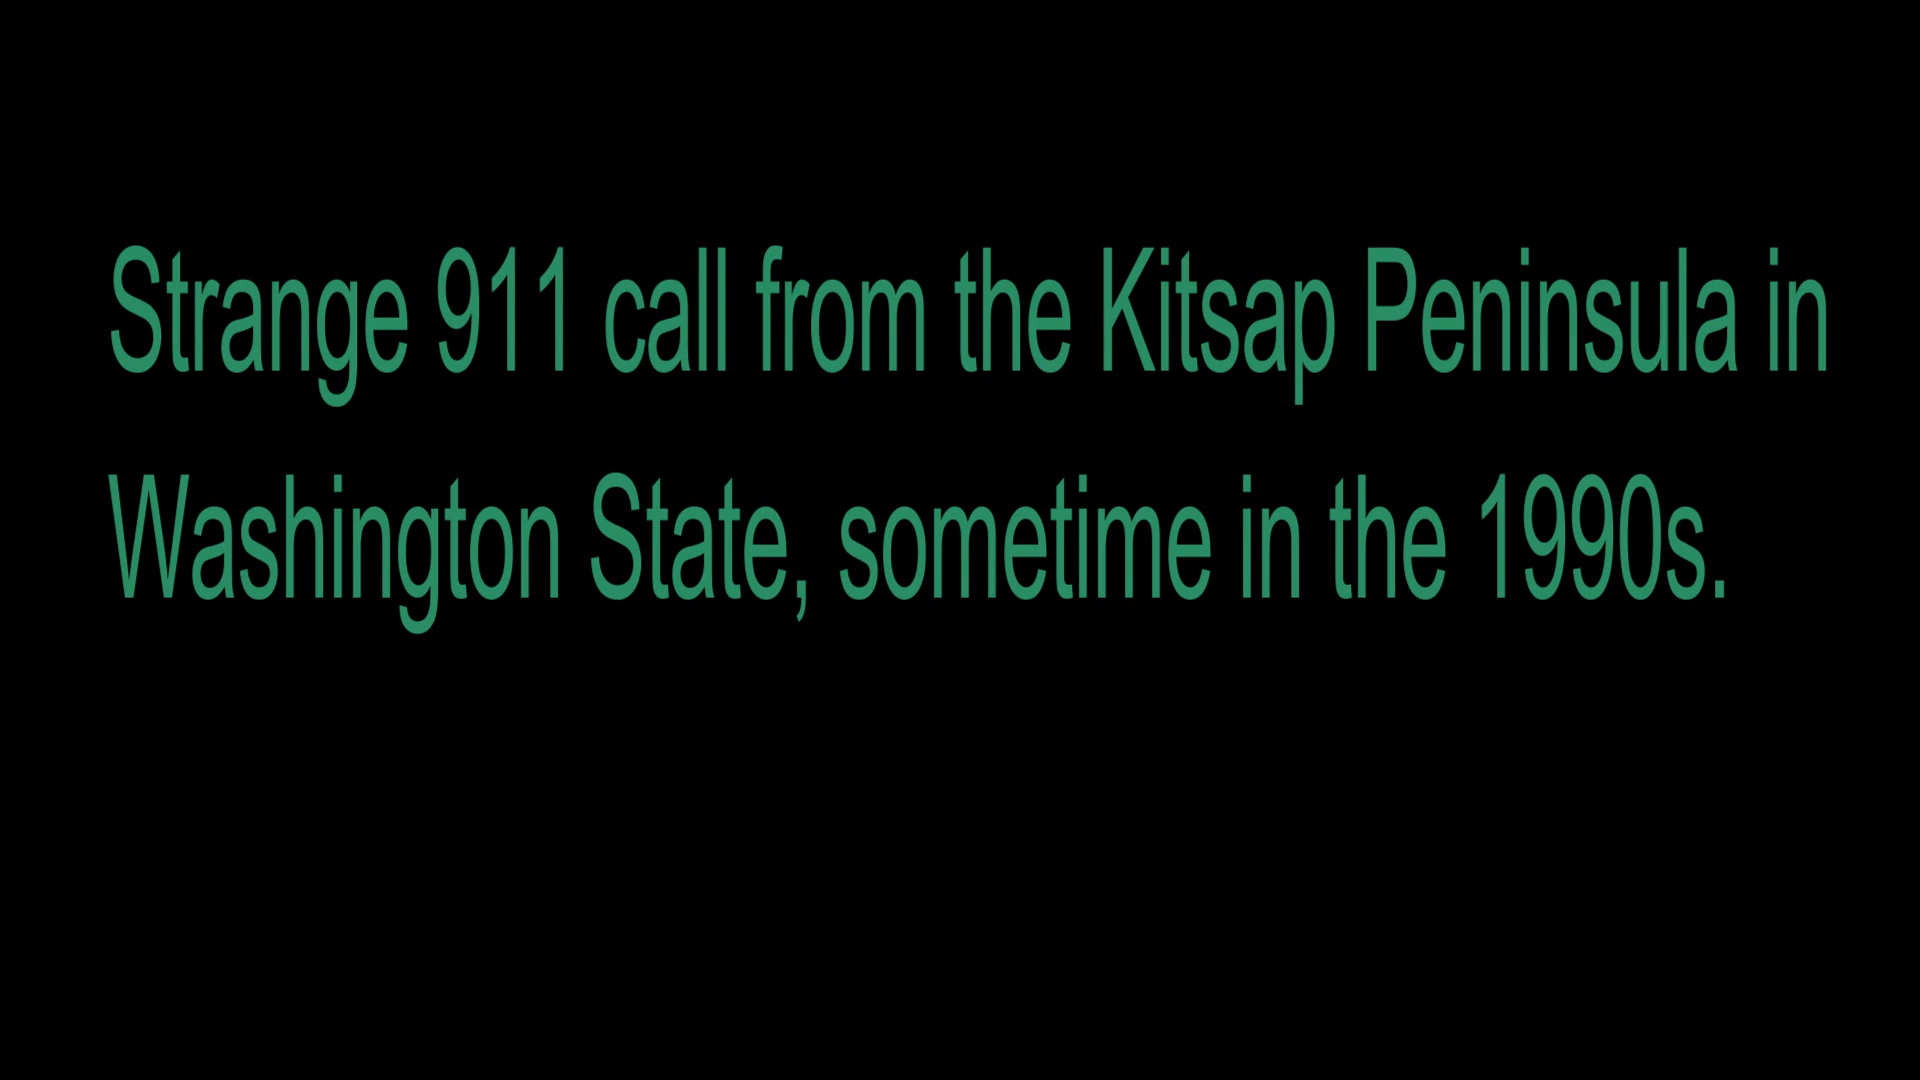 Strange 911 call from the Kitsap Peninsula in
Washington State, sometime in the 1990s.